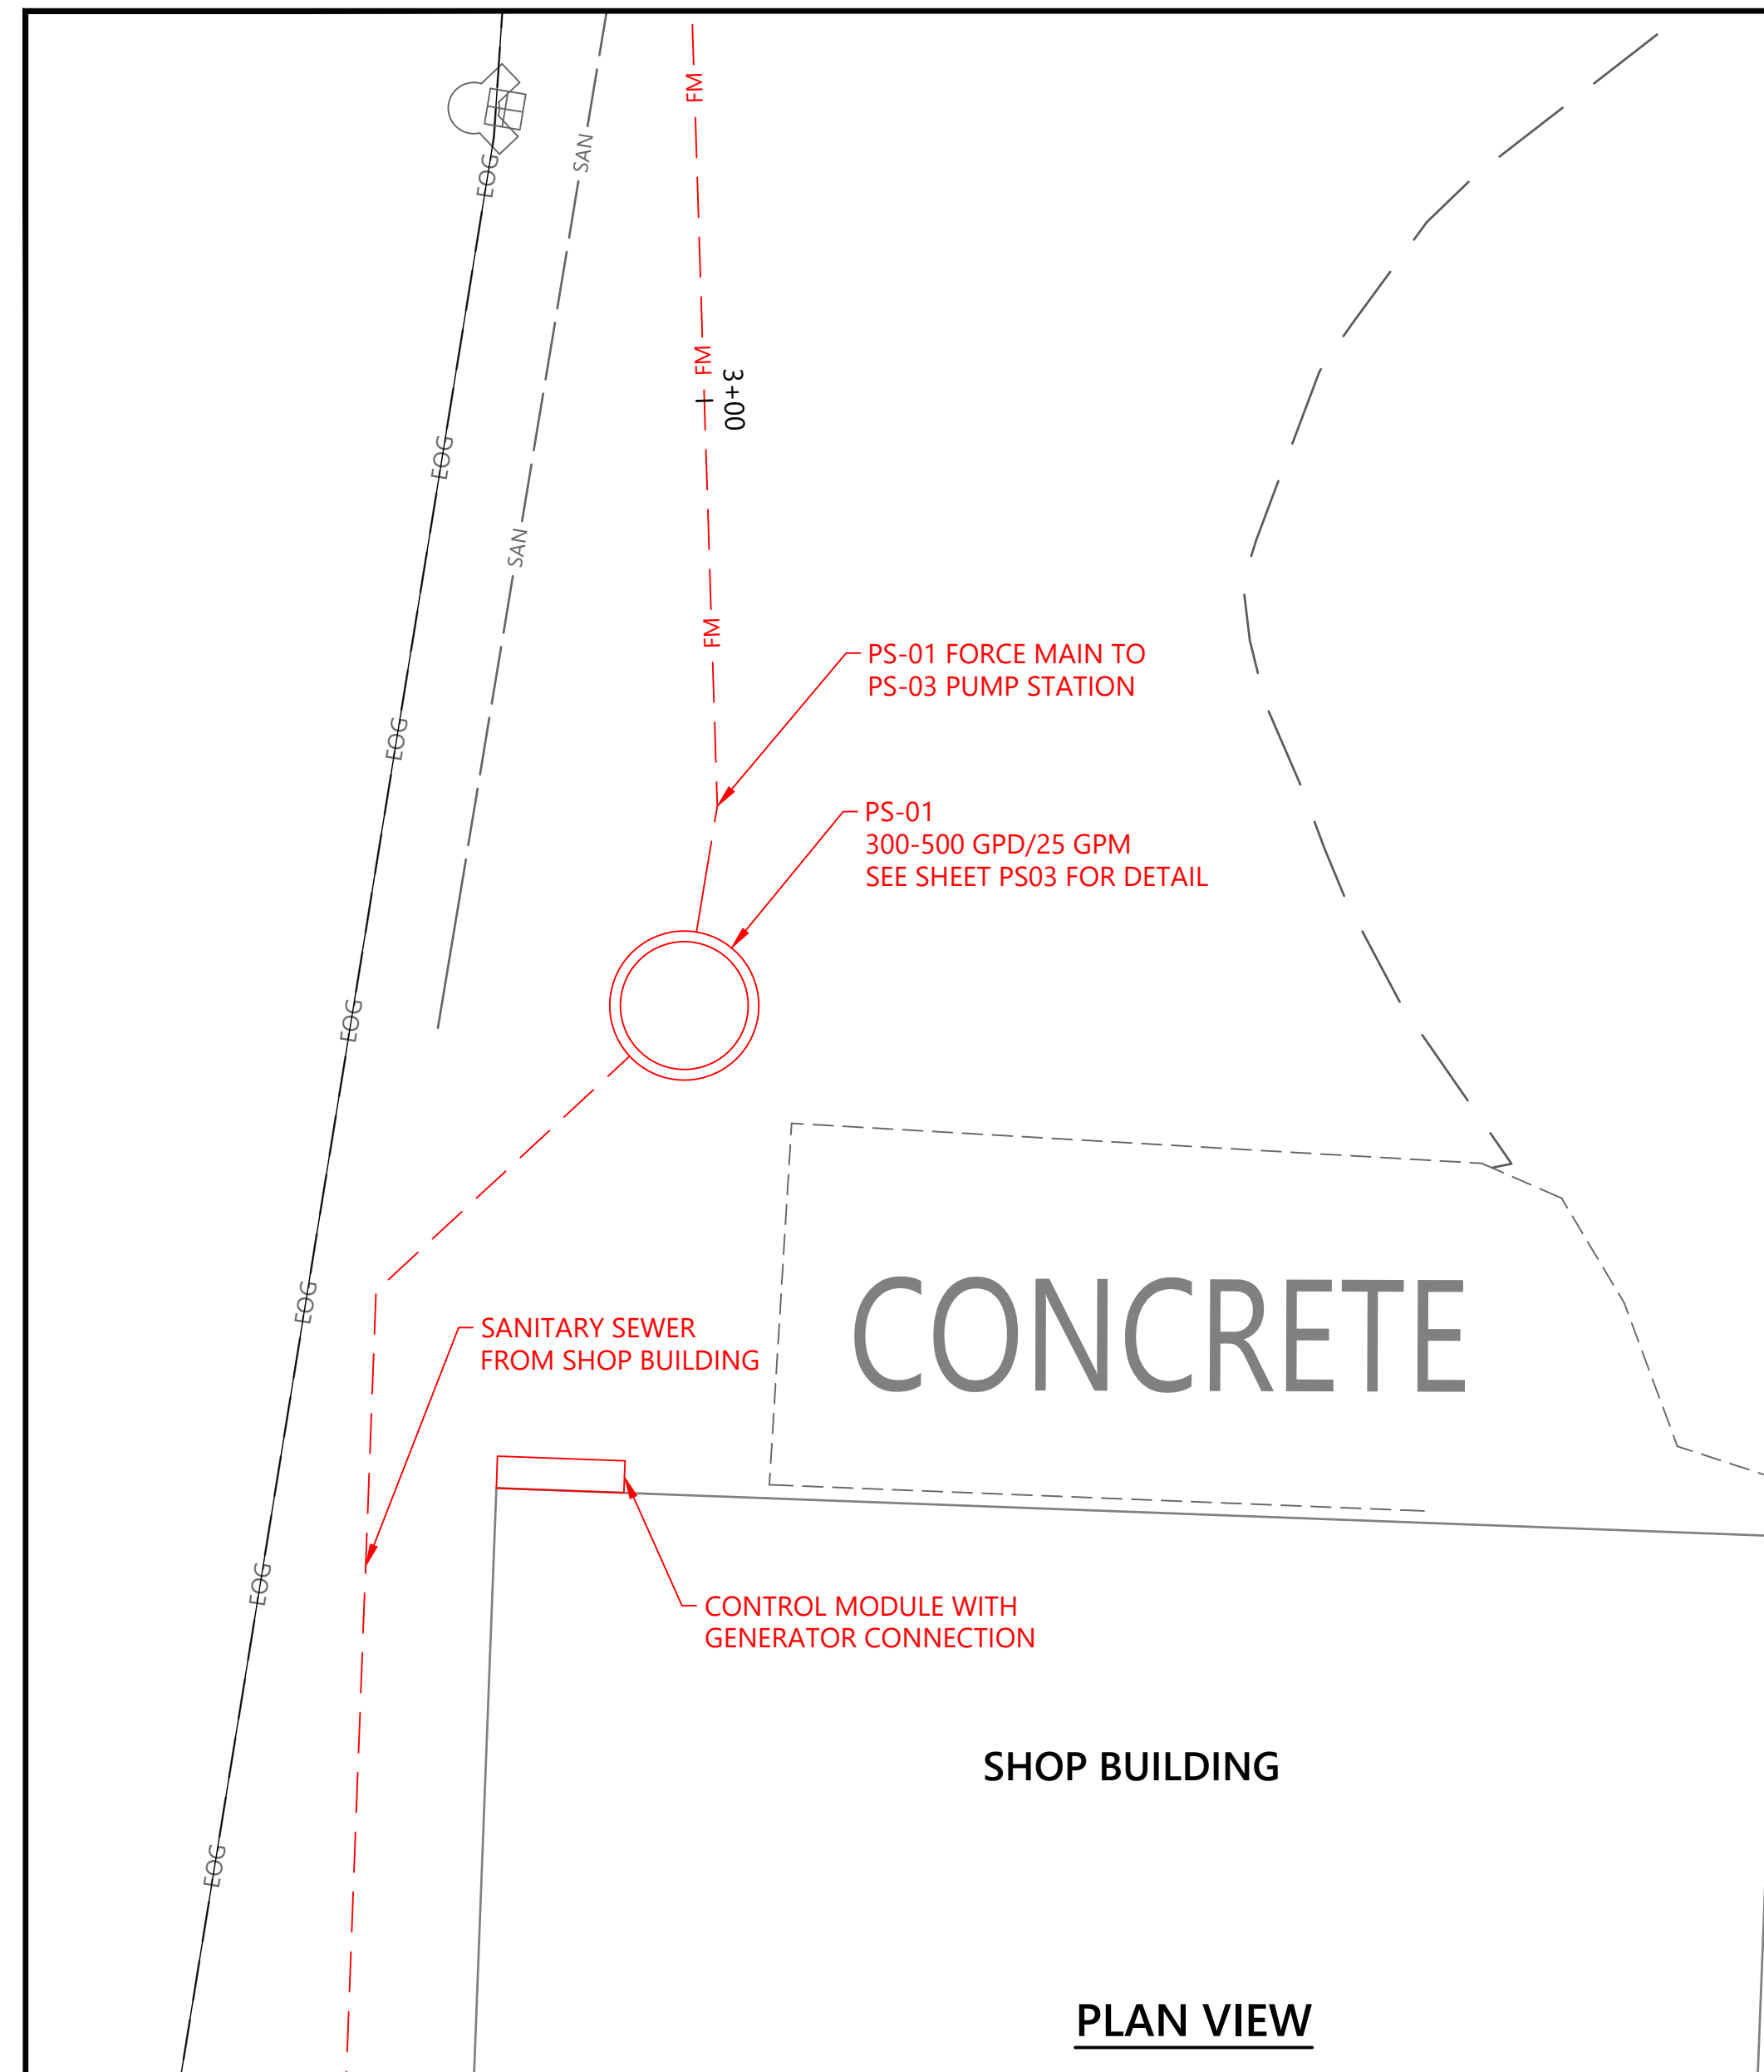 FM
EOG
SAN
FM
3+00
EOG
SAN
FM
PS-01 FORCE MAIN TO
PS-03 PUMP STATION
EOG
PS-01
300-500 GPD/25 GPM
SEE SHEET PS03 FOR DETAIL
EOG
EOG
CONCRETE
SANITARY SEWER
FROM SHOP BUILDING
EOG
CONTROL MODULE WITH
GENERATOR CONNECTION
SHOP BUILDING
EOG
PLAN VIEW